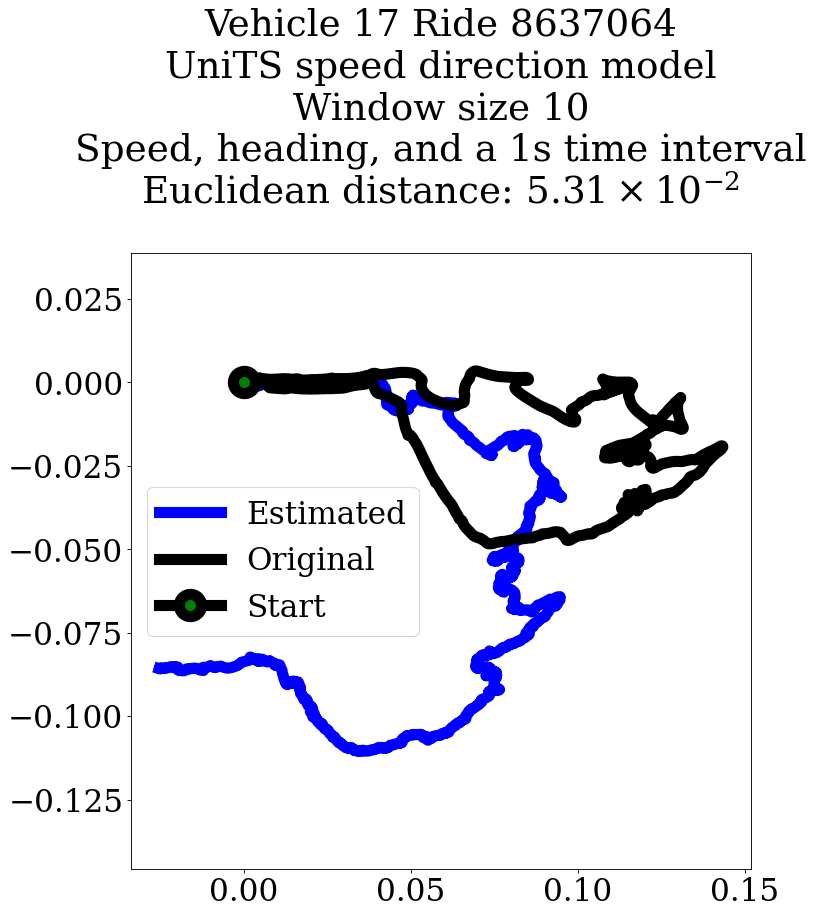 Vehicle 17 Ride 8637064
UniTS speed direction model
Window size 10
Speed, heading, and a 1s time interval
Euclidean distance: 5.31 × 10⁻²
0.025
0.000
−0.025
−0.050
−0.075
−0.100
−0.125
Estimated
Original
Start
0.00 0.05 0.10 0.15